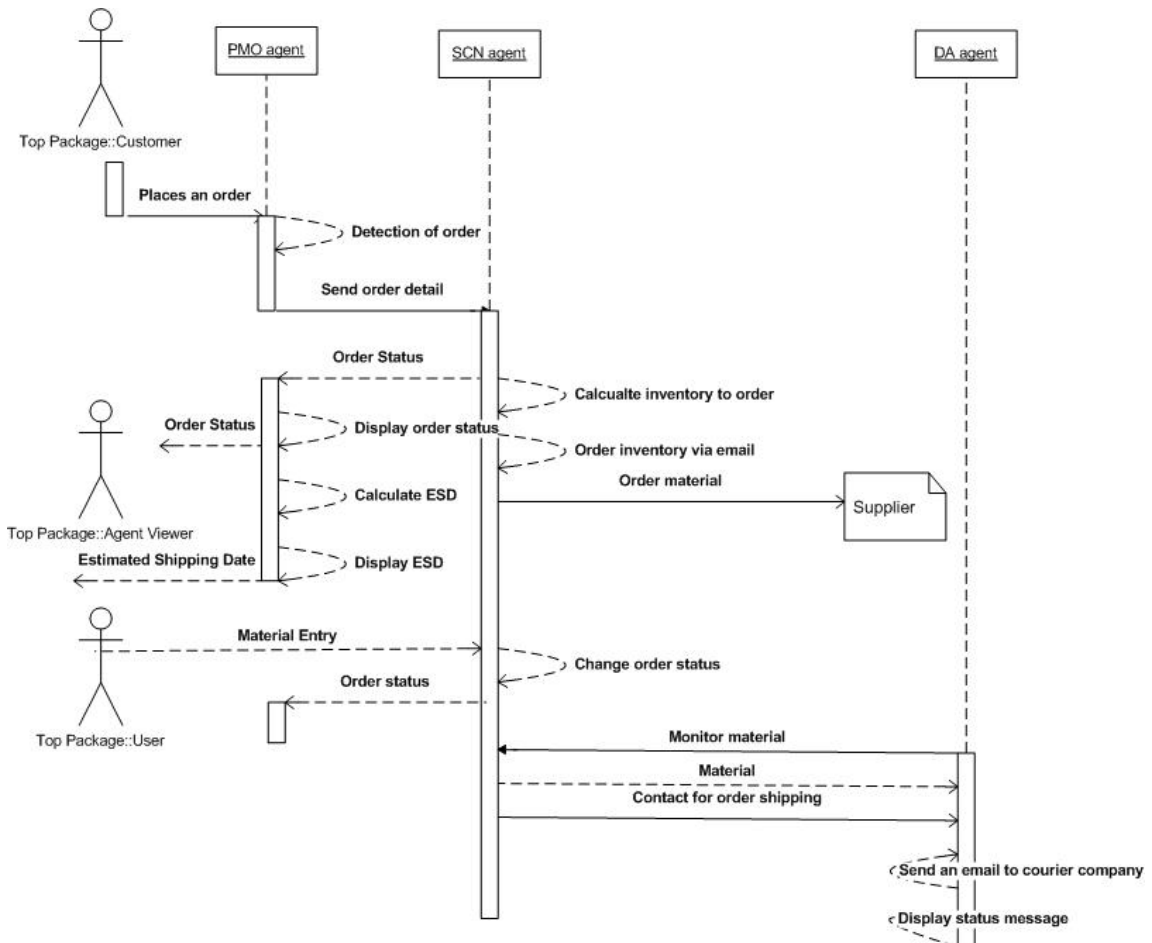 PMO agent
SCN agent
DA agent
Top Package::Customer
Places an order
Detection of order
Send order detail
Order Status
Calcualte inventory to order
Order Status
Display order status
Order inventory via email
Order material
Calculate ESD
Supplier
Top Package::Agent Viewer
Estimated Shipping Date
Display ESD
Material Entry
Change order status
Order status
Top Package::User
Monitor material
Material
Contact for order shipping
Send an email to courier company
Display status message